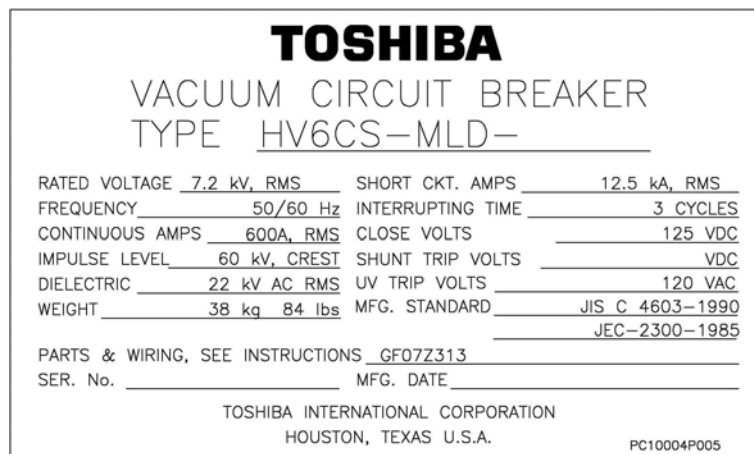 TOSHIBA
VACUUM CIRCUIT BREAKER
TYPE HV6CS-MLD-
RATED VOLTAGE 7.2 kV, RMS SHORT CKT. AMPS 12.5 kA, RMS
FREQUENCY 50/60 Hz INTERRUPTING TIME 3 CYCLES
CONTINUOUS AMPS 600A, RMS CLOSE VOLTS 125 VDC
IMPULSE LEVEL 60 kV, CREST SHUNT TRIP VOLTS VDC
DIELECTRIC 22 kV AC RMS UV TRIP VOLTS 120 VAC
WEIGHT 38 kg 84 lbs MFG. STANDARD JIS C 4603-1990
JEC-2300-1985
PARTS & WIRING, SEE INSTRUCTIONS GF07Z313
SER. No. MFG. DATE
TOSHIBA INTERNATIONAL CORPORATION
HOUSTON, TEXAS U.S.A.
PC10004P005